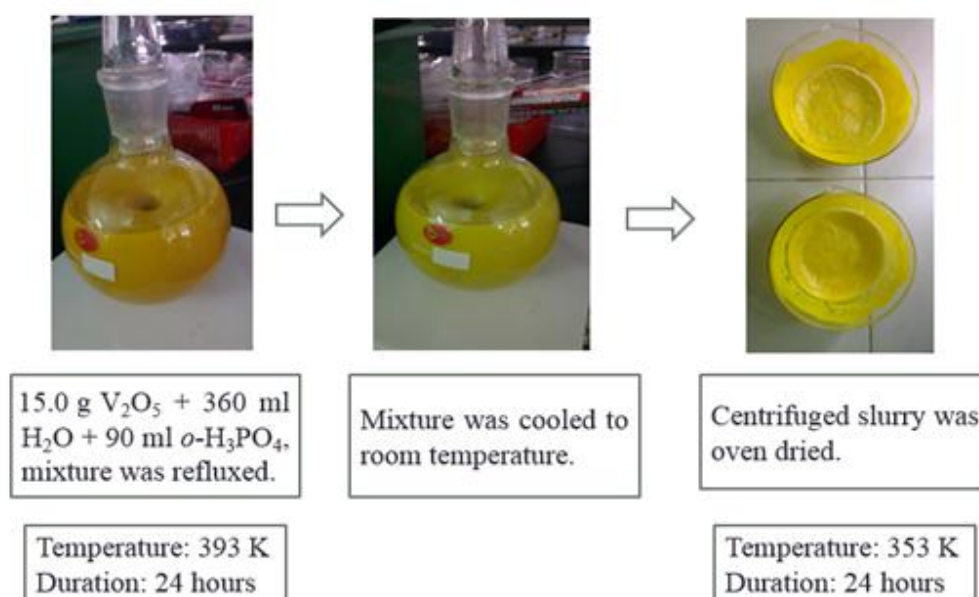 15.0 g V₂O₅ + 360 ml
H₂O + 90 ml o-H₃PO₄,
mixture was refluxed.
Mixture was cooled to
room temperature.
Centrifuged slurry was
oven dried.
Temperature: 393 K
Duration: 24 hours
Temperature: 353 K
Duration: 24 hours